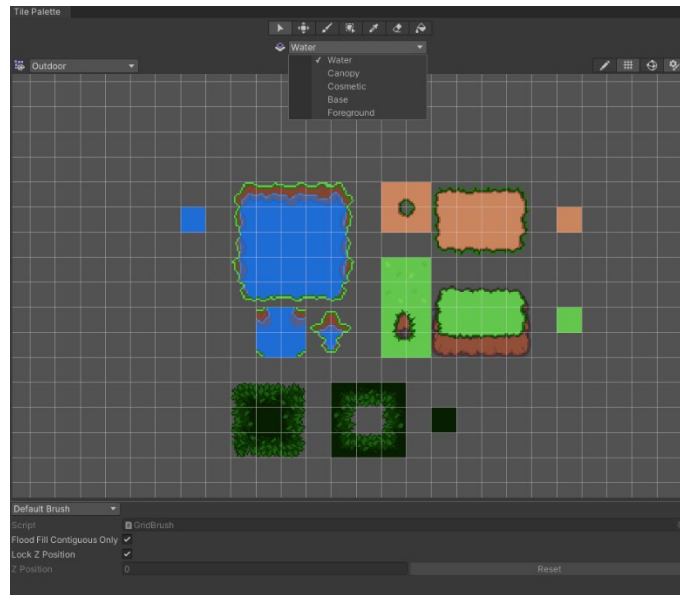 Tile Palette
Water
Outdoor
Water
Canopy
Cosmetic
Base
Foreground
Default Brush
Script
GridBrush
Flood Fill Contiguous Only
Lock Z Position
Z Position
0
Reset